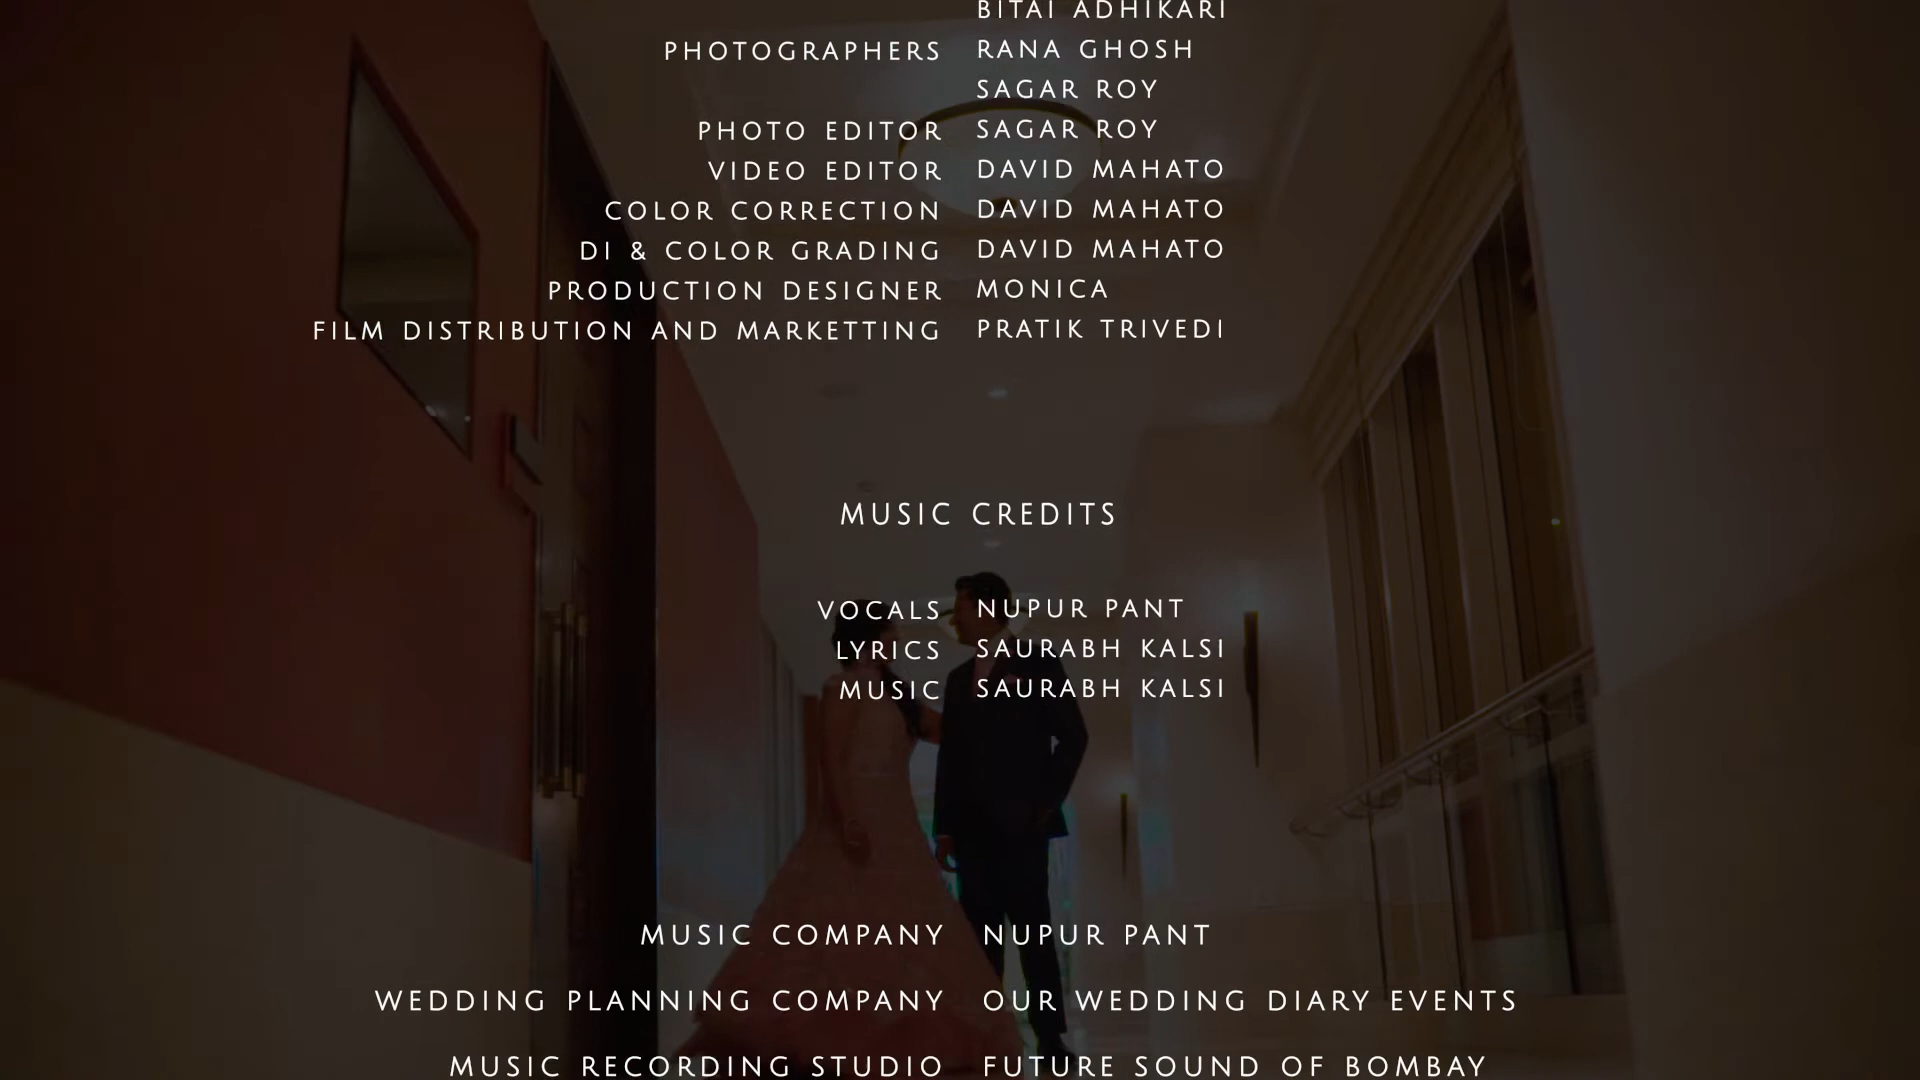 BITAI ADHIKARI
PHOTOGRAPHERS RANA GHOSH
SAGAR ROY
PHOTO EDITOR SAGAR ROY
VIDEO EDITOR DAVID MAHATO
COLOR CORRECTION DAVID MAHATO
DI & COLOR GRADING DAVID MAHATO
PRODUCTION DESIGNER MONICA
FILM DISTRIBUTION AND MARKETTING PRATIK TRIVEDI
MUSIC CREDITS
VOCALS NUPUR PANT
LYRICS SAURABH KALSI
MUSIC SAURABH KALSI
MUSIC COMPANY NUPUR PANT
WEDDING PLANNING COMPANY OUR WEDDING DIARY EVENTS
MUSIC RECORDING STUDIO FUTURE SOUND OF BOMBAY